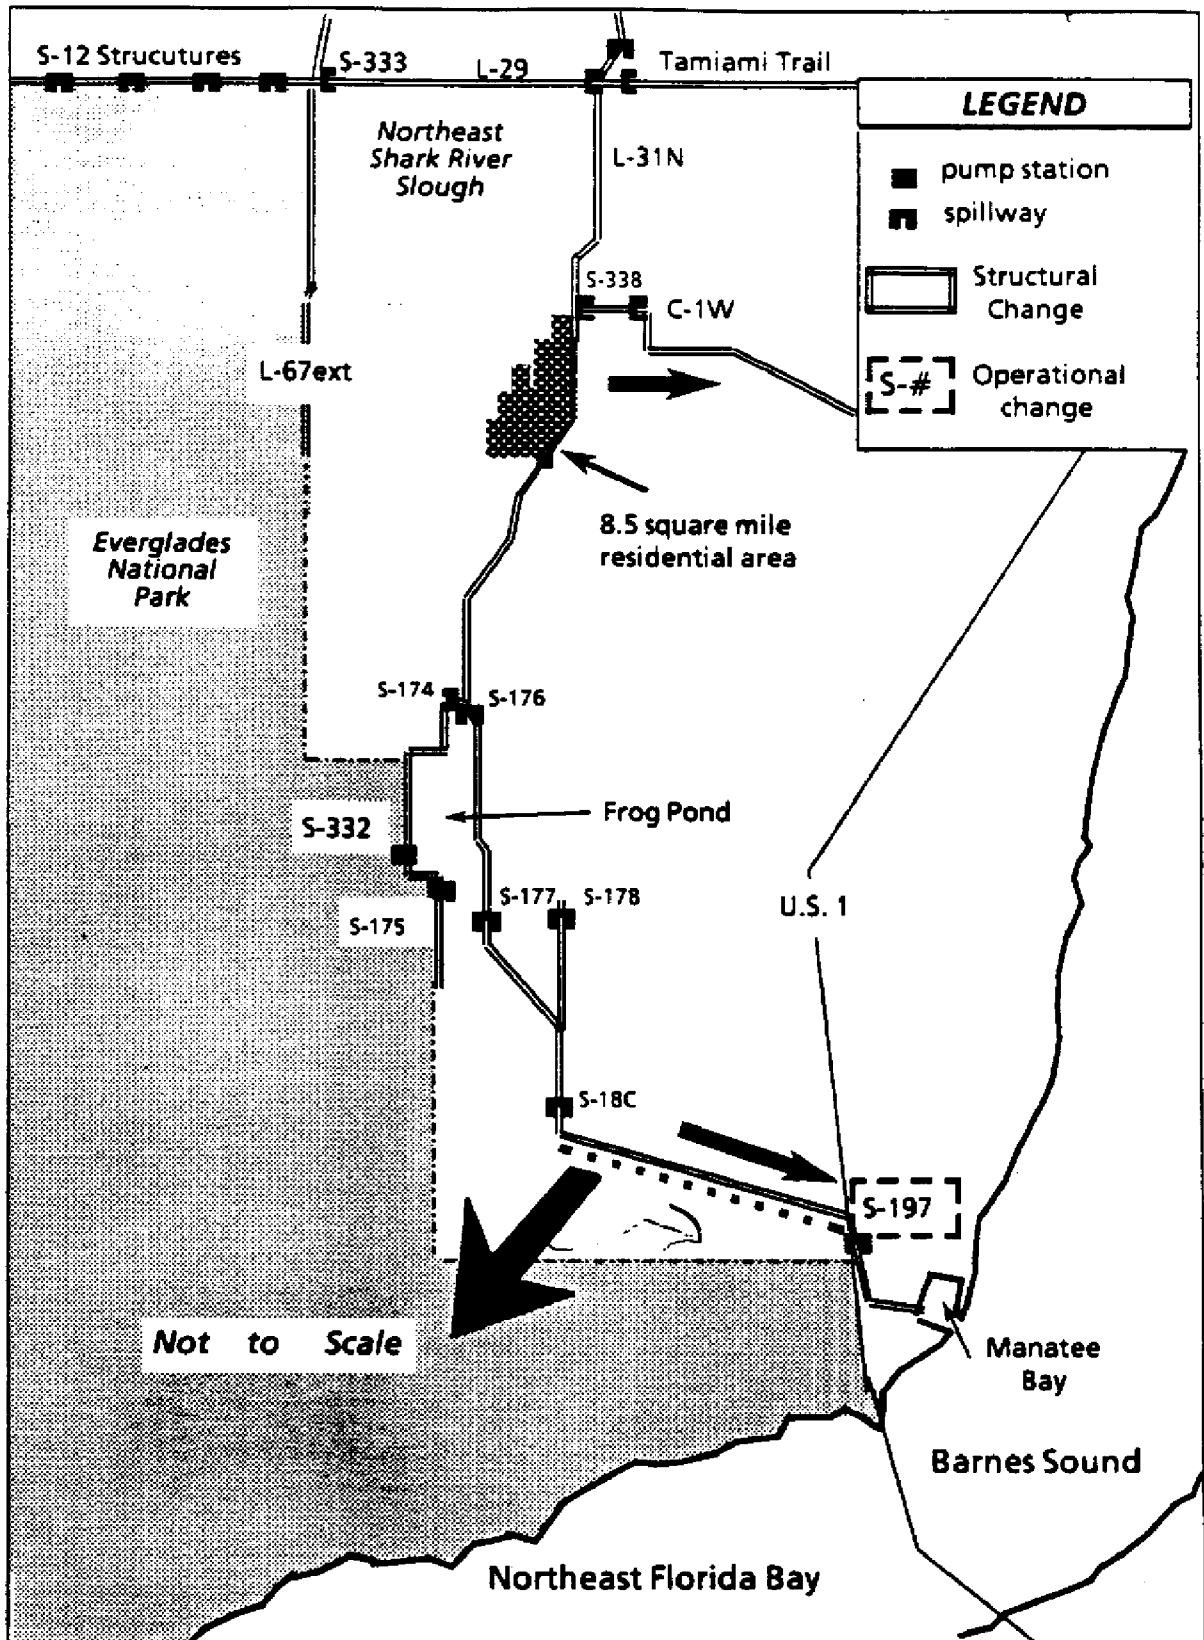 S-12 Strucutures
S-333
L-29
Tamiami Trail
LEGEND
Northeast
Shark River
Slough
L-31N
pump station
spillway
S-338
C-1W
Structural
Change
L-67ext
S-#
Operational
change
8.5 square mile
residential area
Everglades
National
Park
S-174
S-176
Frog Pond
S-332
S-177
S-178
S-175
U.S. 1
S-18C
S-197
Not to Scale
Manatee
Bay
Barnes Sound
Northeast Florida Bay